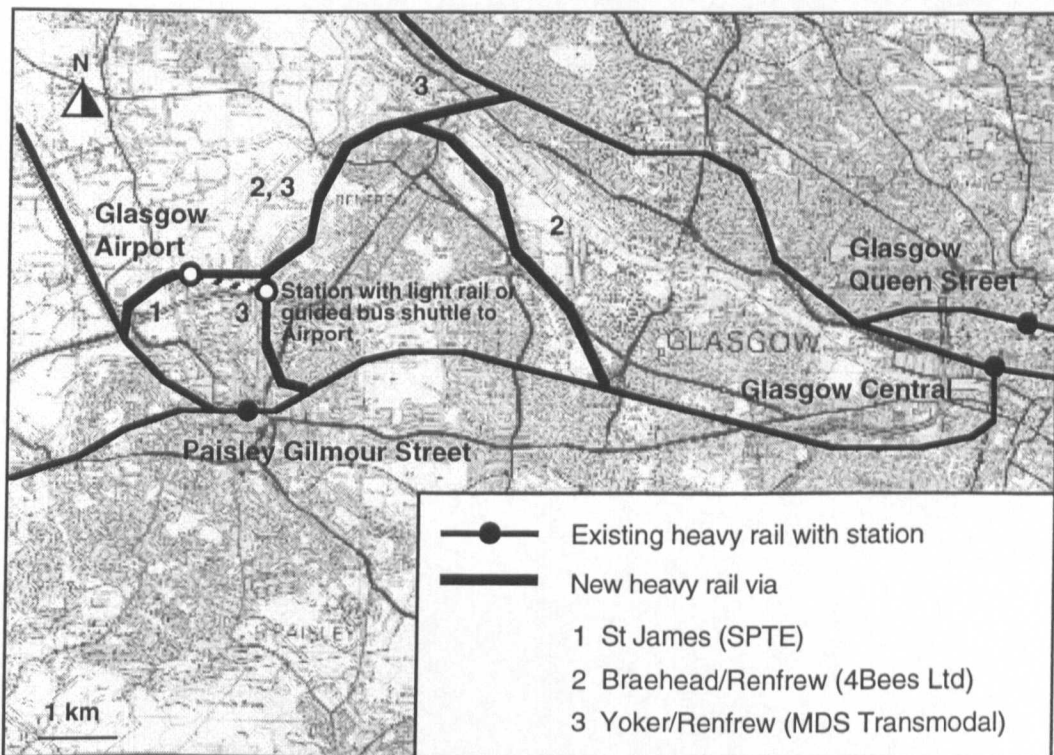 N
3
2, 3
Glasgow
Airport
2
Glasgow
Queen Street
1
3
Station with light rail or
guided bus shuttle to
Airport
GLASGOW
Glasgow Central
Paisley Gilmour Street
Existing heavy rail with station
New heavy rail via
1 St James (SPTE)
PAISLEY
2 Braehead/Renfrew (4Bees Ltd)
1 km
3 Yoker/Renfrew (MDS Transmodal)